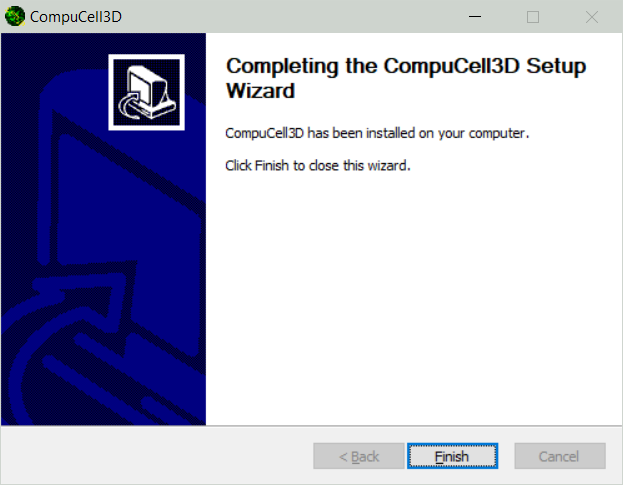 CompuCell3D
Completing the CompuCell3D Setup
Wizard
CompuCell3D has been installed on your computer.
Click Finish to close this wizard.
< Back
Finish
Cancel